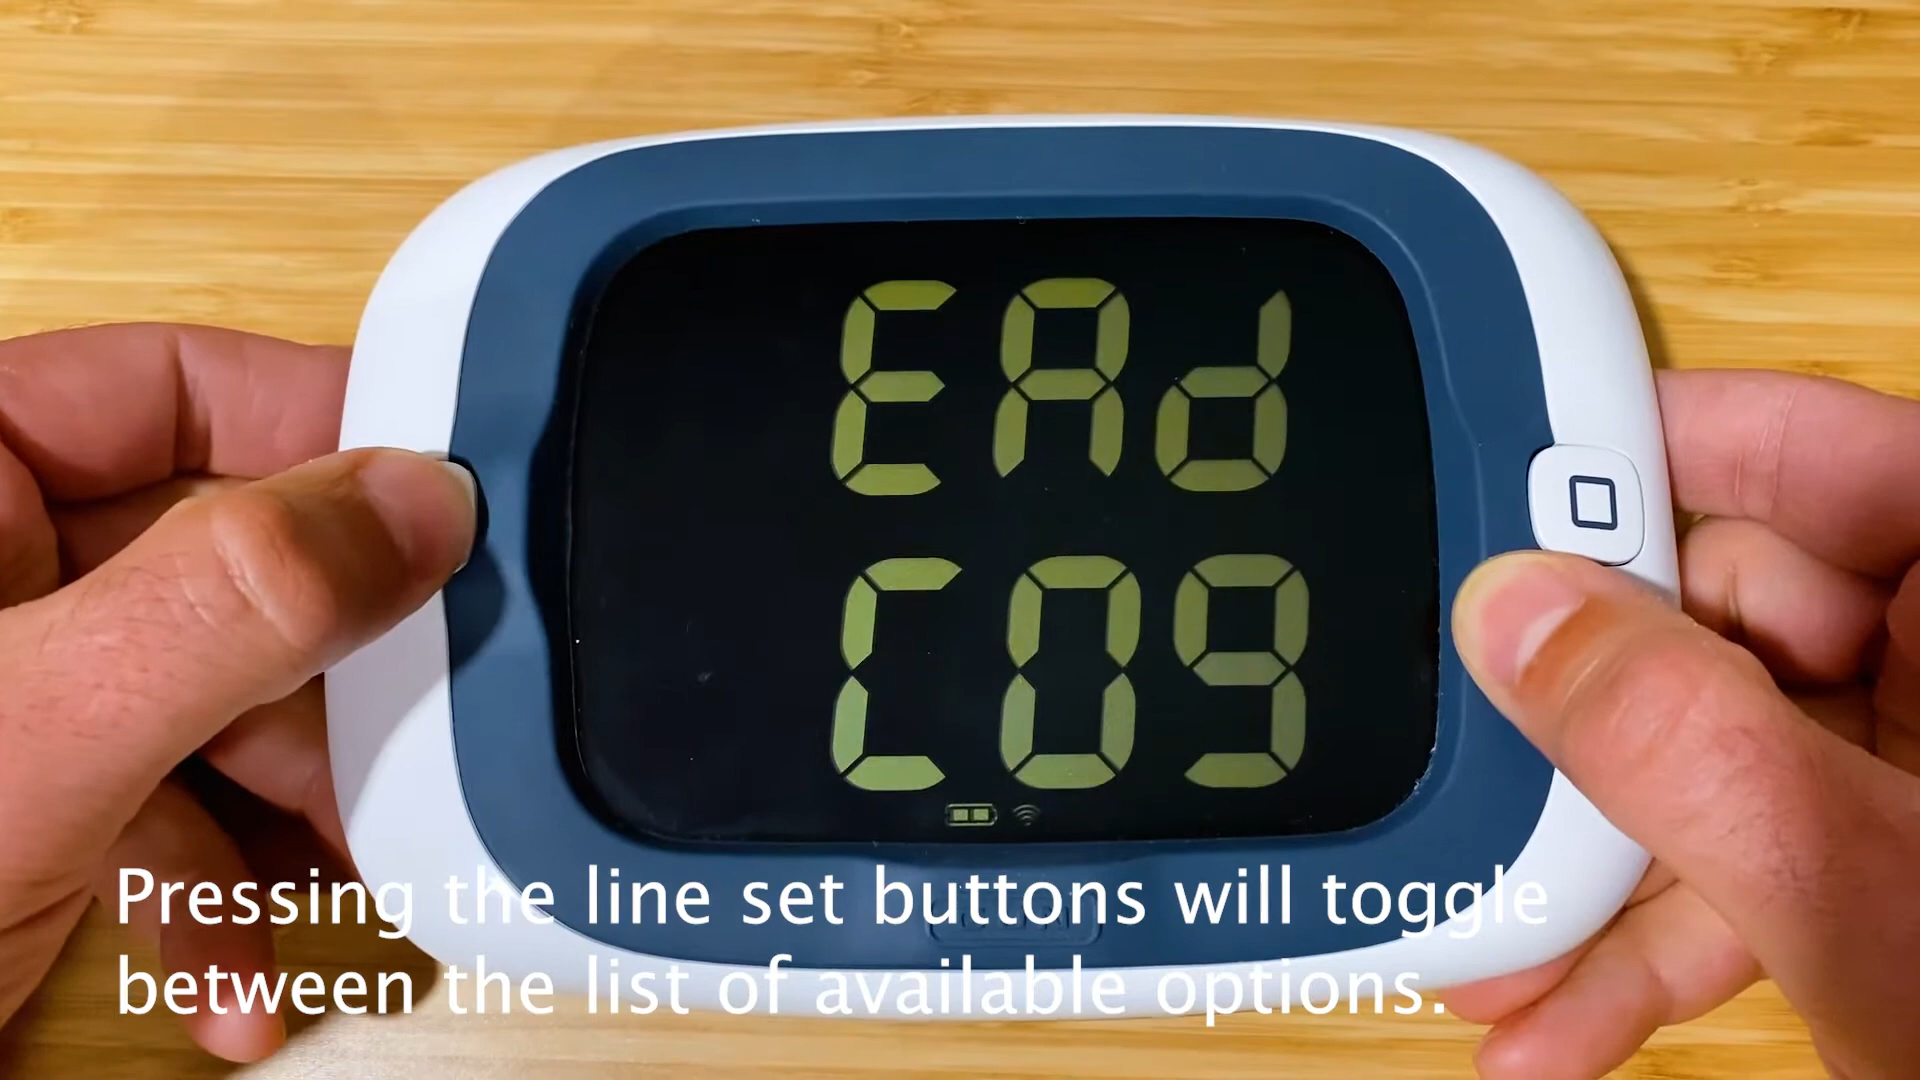 EAd
C09
Pressing the line set buttons will toggle
between the list of available options.